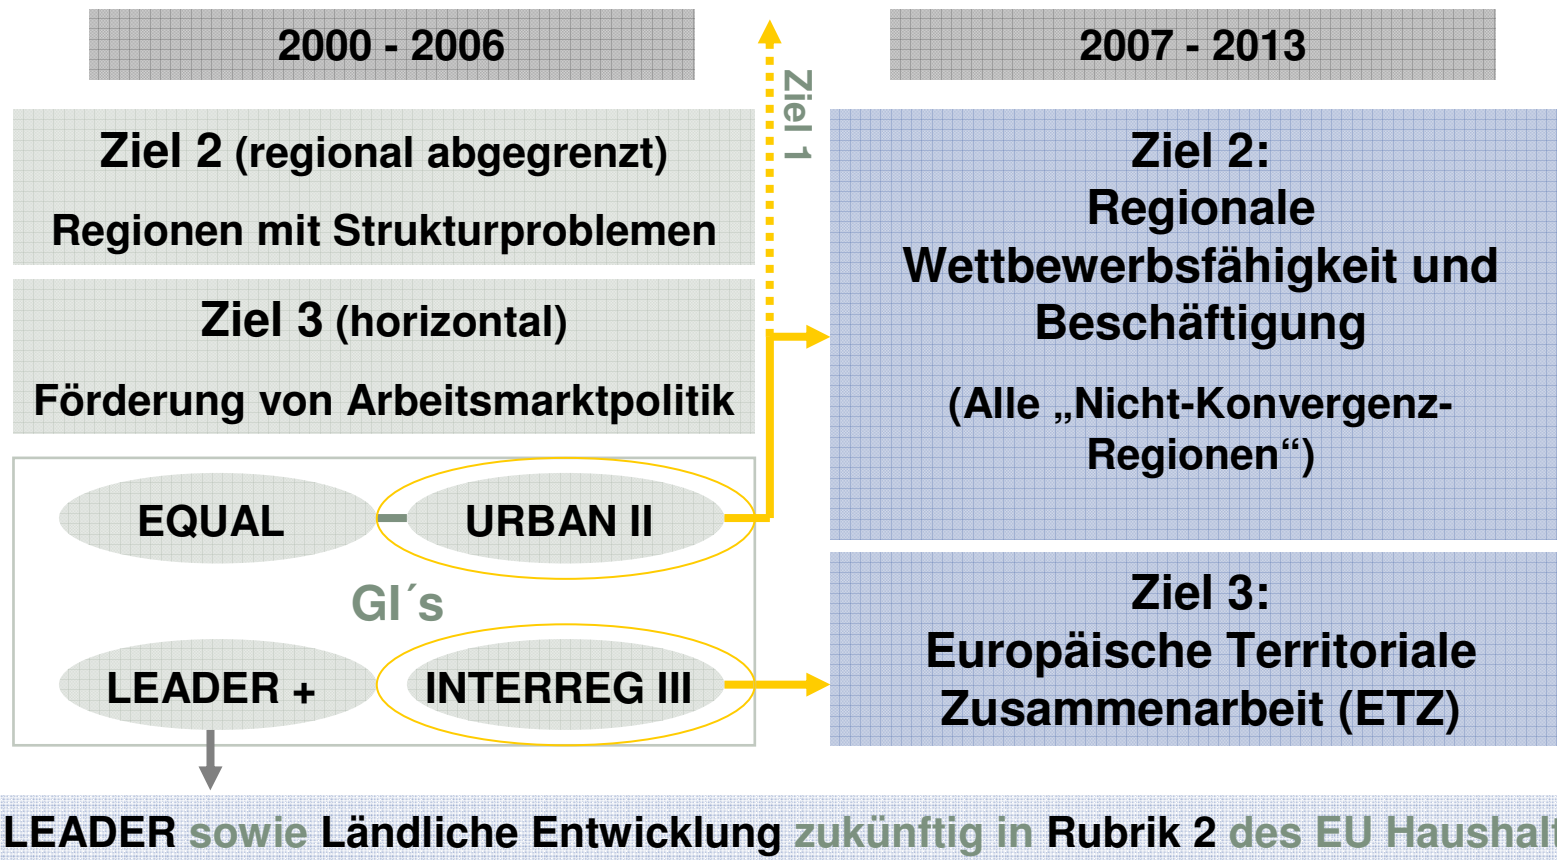 2000 - 2006
2007 - 2013
Ziel 1
Ziel 2 (regional abgegrenzt)
Regionen mit Strukturproblemen
Ziel 3 (horizontal)
Förderung von Arbeitsmarktpolitik
EQUAL
URBAN II
GI´s
LEADER +
INTERREG III
Ziel 2:
Regionale
Wettbewerbsfähigkeit und
Beschäftigung
(Alle „Nicht-Konvergenz-
Regionen“)
Ziel 3:
Europäische Territoriale
Zusammenarbeit (ETZ)
LEADER sowie Ländliche Entwicklung zukünftig in Rubrik 2 des EU Haushalt